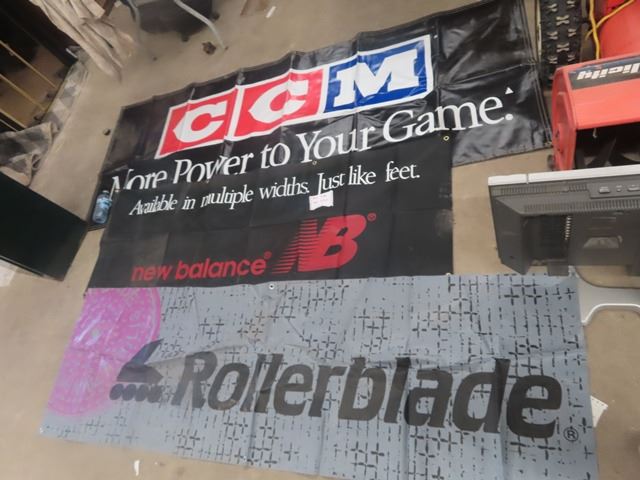 CCM
More Power to Your Game.
Available in multiple widths. Just like feet.
new balance® NB®
Rollerblade®